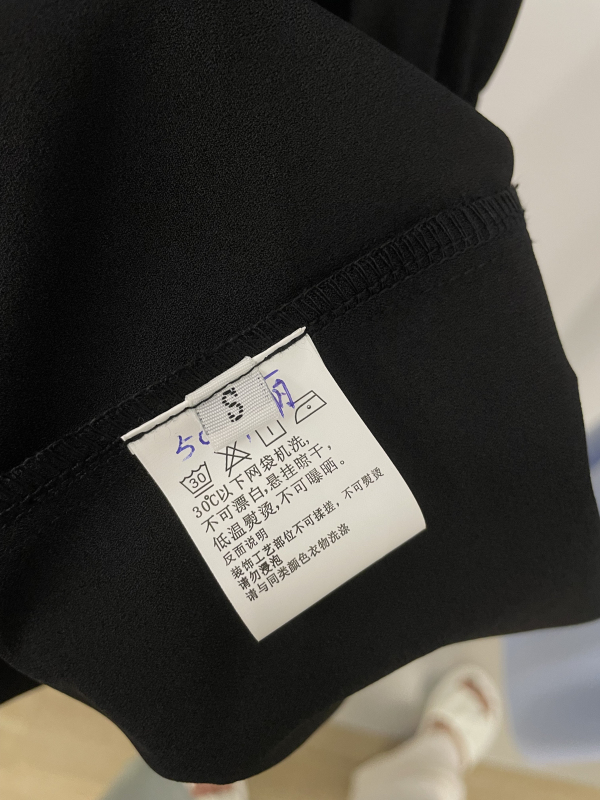 S
30
30℃以下网袋机洗,
不可漂白,悬挂晾干,
低温熨烫,不可曝晒。
反面说明
装饰工艺部位不可揉搓,不可熨烫
请勿浸泡
请与同类颜色衣物洗涤